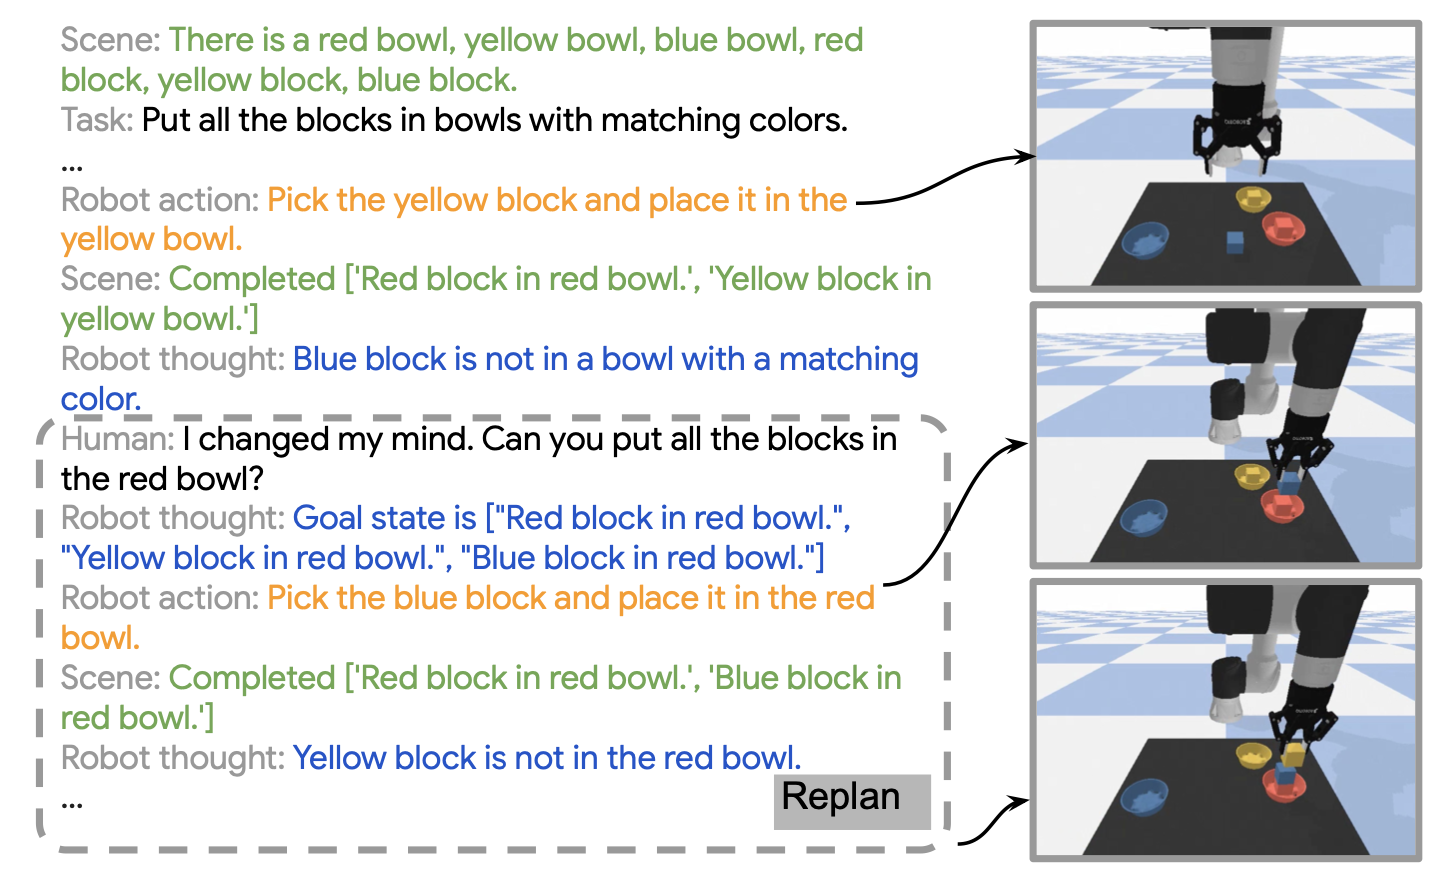 Scene: There is a red bowl, yellow bowl, blue bowl, red
block, yellow block, blue block.
Task: Put all the blocks in bowls with matching colors.
...
Robot action: Pick the yellow block and place it in the
yellow bowl.
Scene: Completed ['Red block in red bowl.', 'Yellow block in
yellow bowl.']
Robot thought: Blue block is not in a bowl with a matching
color.
Human: I changed my mind. Can you put all the blocks in
the red bowl?
Robot thought: Goal state is ["Red block in red bowl.",
"Yellow block in red bowl.", "Blue block in red bowl."]
Robot action: Pick the blue block and place it in the red
bowl.
Scene: Completed ['Red block in red bowl.', 'Blue block in
red bowl.']
Robot thought: Yellow block is not in the red bowl.
...
Replan